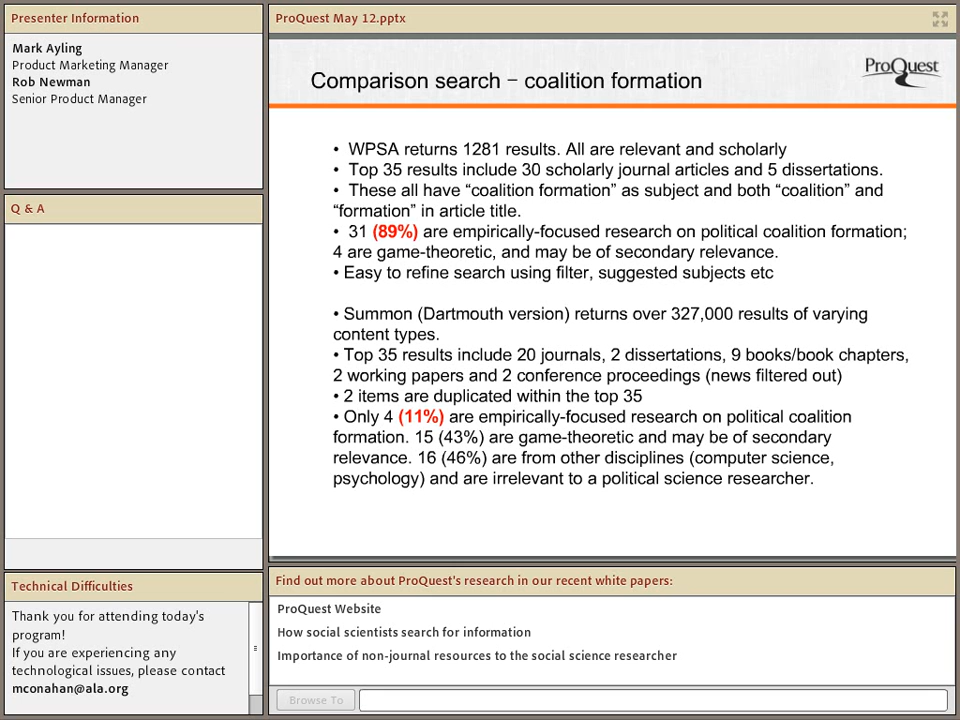 Presenter Information
Mark Ayling
Product Marketing Manager
Rob Newman
Senior Product Manager
Q & A
Technical Difficulties
Thank you for attending today's
program!
If you are experiencing any
technological issues, please contact
mconahan@ala.org
ProQuest May 12.pptx
Comparison search – coalition formation
ProQuest
• WPSA returns 1281 results. All are relevant and scholarly
• Top 35 results include 30 scholarly journal articles and 5 dissertations.
• These all have “coalition formation” as subject and both “coalition” and
“formation” in article title.
• 31 (89%) are empirically-focused research on political coalition formation;
4 are game-theoretic, and may be of secondary relevance.
• Easy to refine search using filter, suggested subjects etc
• Summon (Dartmouth version) returns over 327,000 results of varying
content types.
• Top 35 results include 20 journals, 2 dissertations, 9 books/book chapters,
2 working papers and 2 conference proceedings (news filtered out)
• 2 items are duplicated within the top 35
• Only 4 (11%) are empirically-focused research on political coalition
formation. 15 (43%) are game-theoretic and may be of secondary
relevance. 16 (46%) are from other disciplines (computer science,
psychology) and are irrelevant to a political science researcher.
Find out more about ProQuest's research in our recent white papers:
ProQuest Website
How social scientists search for information
Importance of non-journal resources to the social science researcher
Browse To